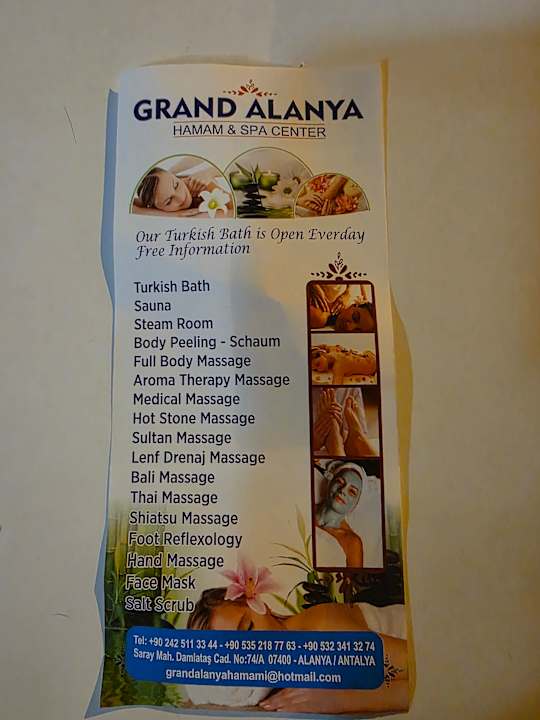 GRAND ALANYA
HAMAM & SPA CENTER
Our Turkish Bath is Open Everday
Free Information
Turkish Bath
Sauna
Steam Room
Body Peeling - Schaum
Full Body Massage
Aroma Therapy Massage
Medical Massage
Hot Stone Massage
Sultan Massage
Lenf Drenaj Massage
Bali Massage
Thai Massage
Shiatsu Massage
Foot Reflexology
Hand Massage
Face Mask
Salt Scrub
Tel: +90 242 511 33 44 - +90 535 218 77 63 - +90 532 341 32 74
Saray Mah. Damlataş Cad. No:74/A 07400 - ALANYA / ANTALYA
grandalanyahamami@hotmail.com